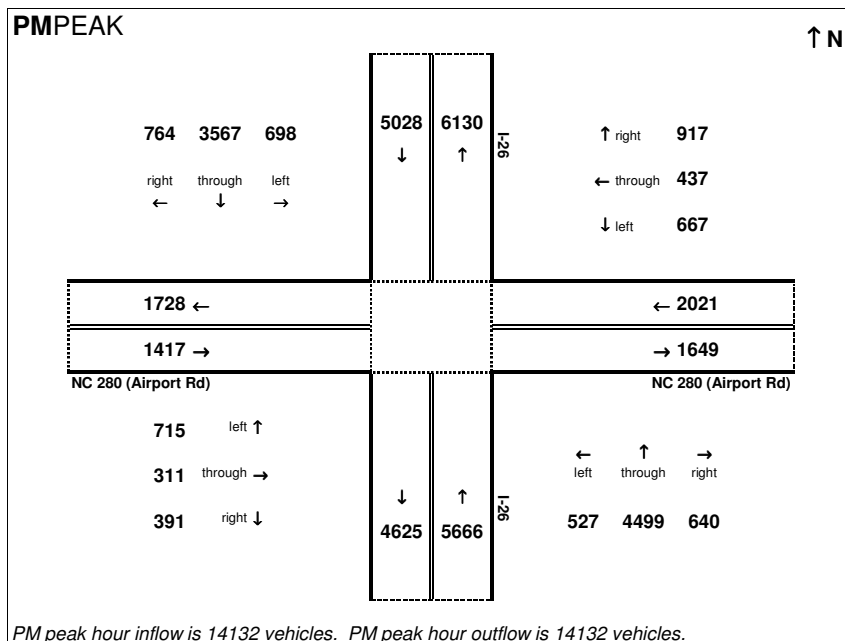 PMPEAK
↑ N
764 3567 698
right through left
← ↓ →
5028 6130
↓ ↑
I-26
↑ right 917
← through 437
↓ left 667
1728 ←
← 2021
1417 →
→ 1649
NC 280 (Airport Rd)
NC 280 (Airport Rd)
715 left ↑
311 through →
391 right ↓
↓ ↑
4625 5666
I-26
← ↑ →
left through right
527 4499 640
PM peak hour inflow is 14132 vehicles. PM peak hour outflow is 14132 vehicles.